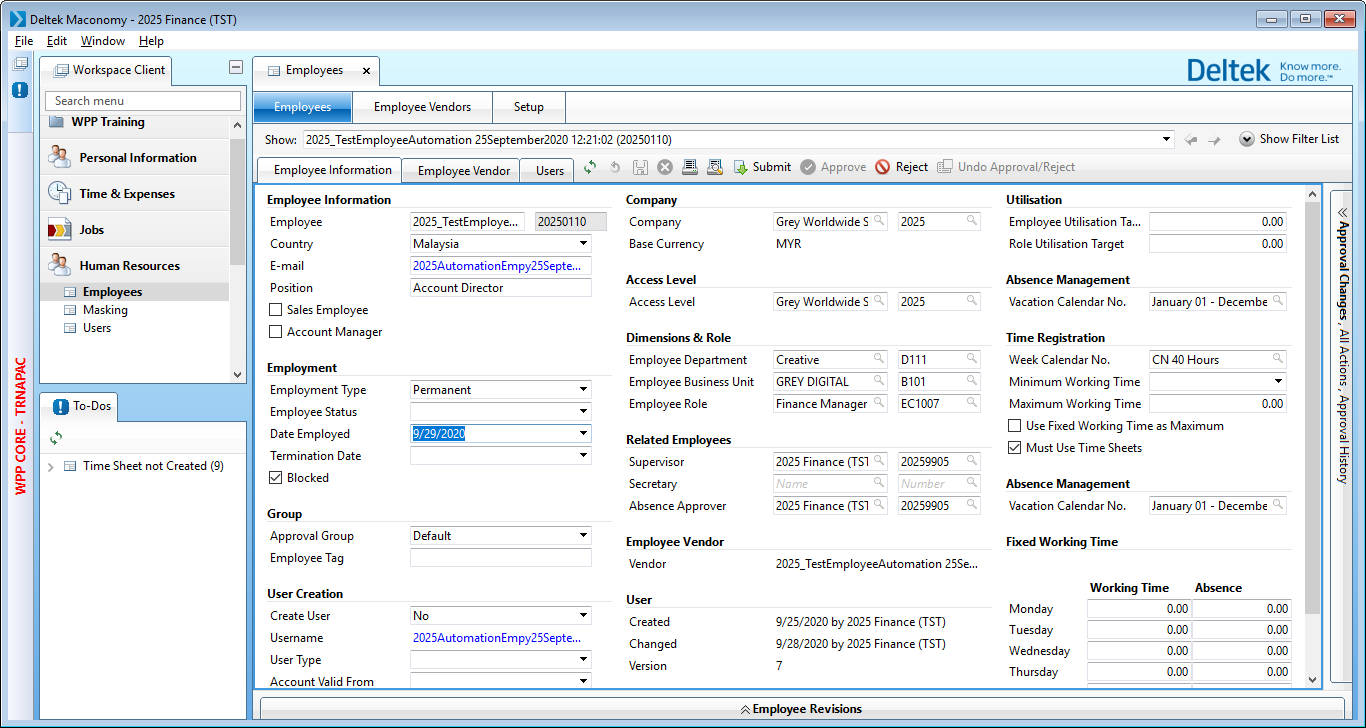 Deltek Maconomy - 2025 Finance (TST)
File Edit Window Help
Workspace Client
Search menu
WPP Training
Personal Information
Time & Expenses
Jobs
Human Resources
Employees
Masking
Users
WPP CORE - TRNAPAC
To-Dos
Time Sheet not Created (9)
Employees
Deltek Know more.
Do more.™
Employees Employee Vendors Setup
Show: 2025_TestEmployeeAutomation 25September2020 12:21:02 (20250110) Show Filter List
Employee Information Employee Vendor Users Submit Approve Reject Undo Approval/Reject
Employee Information
Employee 2025_TestEmploye... 20250110
Country Malaysia
E-mail 2025AutomationEmpy25Septe...
Position Account Director
Sales Employee
Account Manager
Employment
Employment Type Permanent
Employee Status
Date Employed 9/29/2020
Termination Date
Blocked
Group
Approval Group Default
Employee Tag
User Creation
Create User No
Username 2025AutomationEmpy25Septe...
User Type
Account Valid From
Company
Company Grey Worldwide S 2025
Base Currency MYR
Access Level
Access Level Grey Worldwide S 2025
Dimensions & Role
Employee Department Creative D111
Employee Business Unit GREY DIGITAL B101
Employee Role Finance Manager EC1007
Related Employees
Supervisor 2025 Finance (TST 20259905
Secretary Name Number
Absence Approver 2025 Finance (TST 20259905
Employee Vendor
Vendor 2025_TestEmployeeAutomation 25Se...
User
Created 9/25/2020 by 2025 Finance (TST)
Changed 9/28/2020 by 2025 Finance (TST)
Version 7
Utilisation
Employee Utilisation Ta... 0.00
Role Utilisation Target 0.00
Absence Management
Vacation Calendar No. January 01 - Decembe
Time Registration
Week Calendar No. CN 40 Hours
Minimum Working Time
Maximum Working Time 0.00
Use Fixed Working Time as Maximum
Must Use Time Sheets
Absence Management
Vacation Calendar No. January 01 - Decembe
Fixed Working Time
Working Time Absence
Monday 0.00 0.00
Tuesday 0.00 0.00
Wednesday 0.00 0.00
Thursday 0.00 0.00
Approval Changes , All Actions , Approval History
Employee Revisions